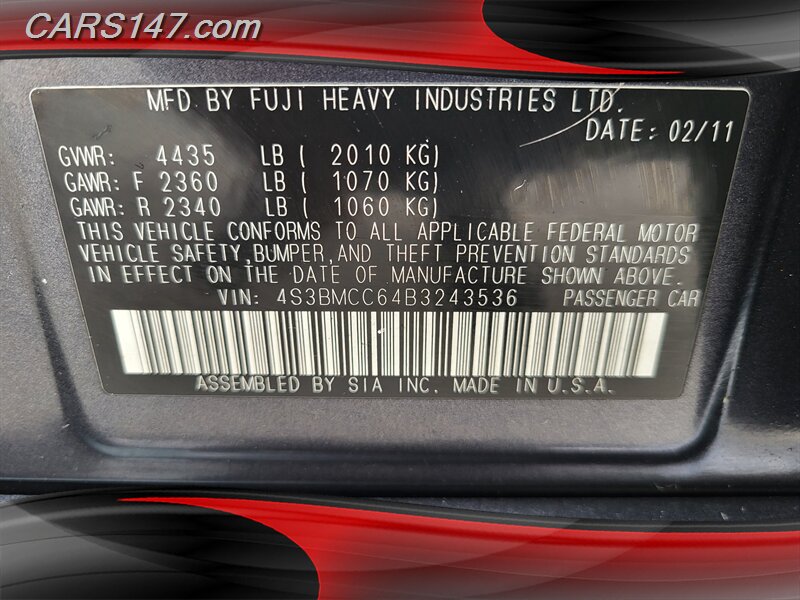 CARS147.com
MFD BY FUJI HEAVY INDUSTRIES LTD.
DATE: 02/11
GVWR: 4435 LB ( 2010 KG)
GAWR: F 2360 LB ( 1070 KG)
GAWR: R 2340 LB ( 1060 KG)
THIS VEHICLE CONFORMS TO ALL APPLICABLE FEDERAL MOTOR
VEHICLE SAFETY,BUMPER,AND THEFT PREVENTION STANDARDS
IN EFFECT ON THE DATE OF MANUFACTURE SHOWN ABOVE.
VIN: 4S3BMCC64B3243536 PASSENGER CAR
ASSEMBLED BY SIA INC. MADE IN U.S.A.